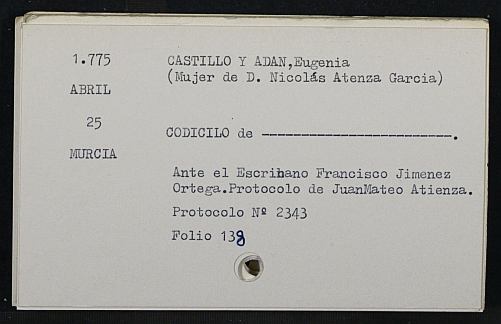 1.775
ABRIL
25
MURCIA
CASTILLO Y ADAN,Eugenia
(Mujer de D. Nicolás Atenza Garcia)
CODICILO de ------------------------.
Ante el Escribano Francisco Jimenez
Ortega.Protocolo de JuanMateo Atienza.
Protocolo Nº 2343
Folio 138